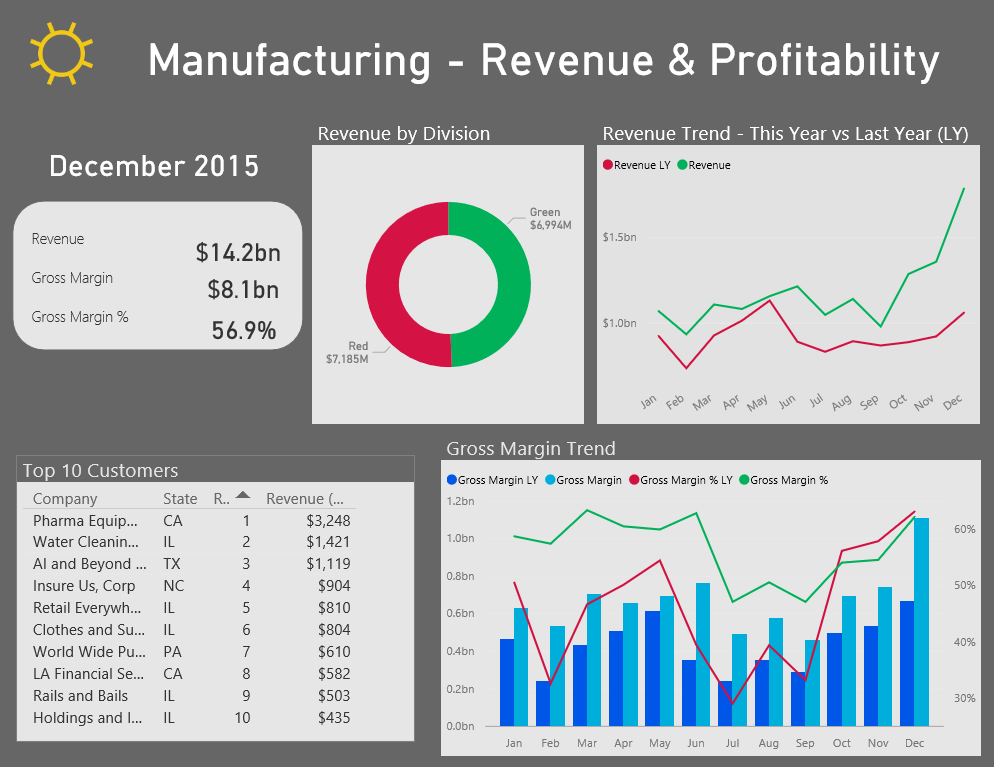 Manufacturing - Revenue & Profitability
December 2015
Revenue
$14.2bn
Gross Margin
$8.1bn
Gross Margin %
56.9%
Revenue by Division
Green
$6,994M
Red
$7,185M
Revenue Trend - This Year vs Last Year (LY)
Revenue LY Revenue
$1.5bn
$1.0bn
Jan Feb Mar Apr May Jun Jul Aug Sep Oct Nov Dec
Top 10 Customers
Company State R.. Revenue (...
Pharma Equip... CA 1 $3,248
Water Cleanin... IL 2 $1,421
AI and Beyond ... TX 3 $1,119
Insure Us, Corp NC 4 $904
Retail Everywh... IL 5 $810
Clothes and Su... IL 6 $804
World Wide Pu... PA 7 $610
LA Financial Se... CA 8 $582
Rails and Bails IL 9 $503
Holdings and I... IL 10 $435
Gross Margin Trend
Gross Margin LY Gross Margin Gross Margin % LY Gross Margin %
1.2bn
1.0bn
0.8bn
0.6bn
0.4bn
0.2bn
0.0bn
60%
50%
40%
30%
Jan Feb Mar Apr May Jun Jul Aug Sep Oct Nov Dec